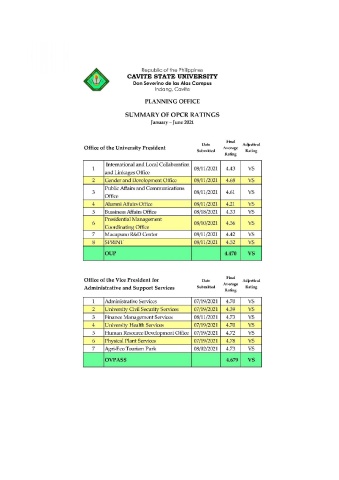 Republic of the Philippines
CAVITE STATE UNIVERSITY
Don Severino de las Alas Campus
Indang, Cavite
PLANNING OFFICE
SUMMARY OF OPCR RATINGS
January – June 2021
Office of the University President Date Submitted Final Average Rating Adjectival Rating
1 International and Local Collaboration and Linkages Office 08/11/2021 4.43 VS
2 Gender and Development Office 08/11/2021 4.68 VS
3 Public Affairs and Communications Office 08/11/2021 4.61 VS
4 Alumni Affairs Office 08/11/2021 4.21 VS
5 Business Affairs Office 08/18/2021 4.33 VS
6 Presidential Management Coordinating Office 08/10/2021 4.56 VS
7 Macapuno R&D Center 08/11/2021 4.42 VS
8 SPRINT 08/11/2021 4.52 VS
OUP 4.470 VS
Office of the Vice President for Administrative and Support Services Date Submitted Final Average Rating Adjectival Rating
1 Administrative Services 07/19/2021 4.70 VS
2 University Civil Security Services 07/19/2021 4.39 VS
3 Finance Management Services 08/11/2021 4.73 VS
4 University Health Services 07/19/2021 4.70 VS
5 Human Resource Development Office 07/19/2021 4.72 VS
6 Physical Plant Services 07/19/2021 4.78 VS
7 Agri-Eco Tourism Park 08/02/2021 4.73 VS
OVPASS 4.679 VS